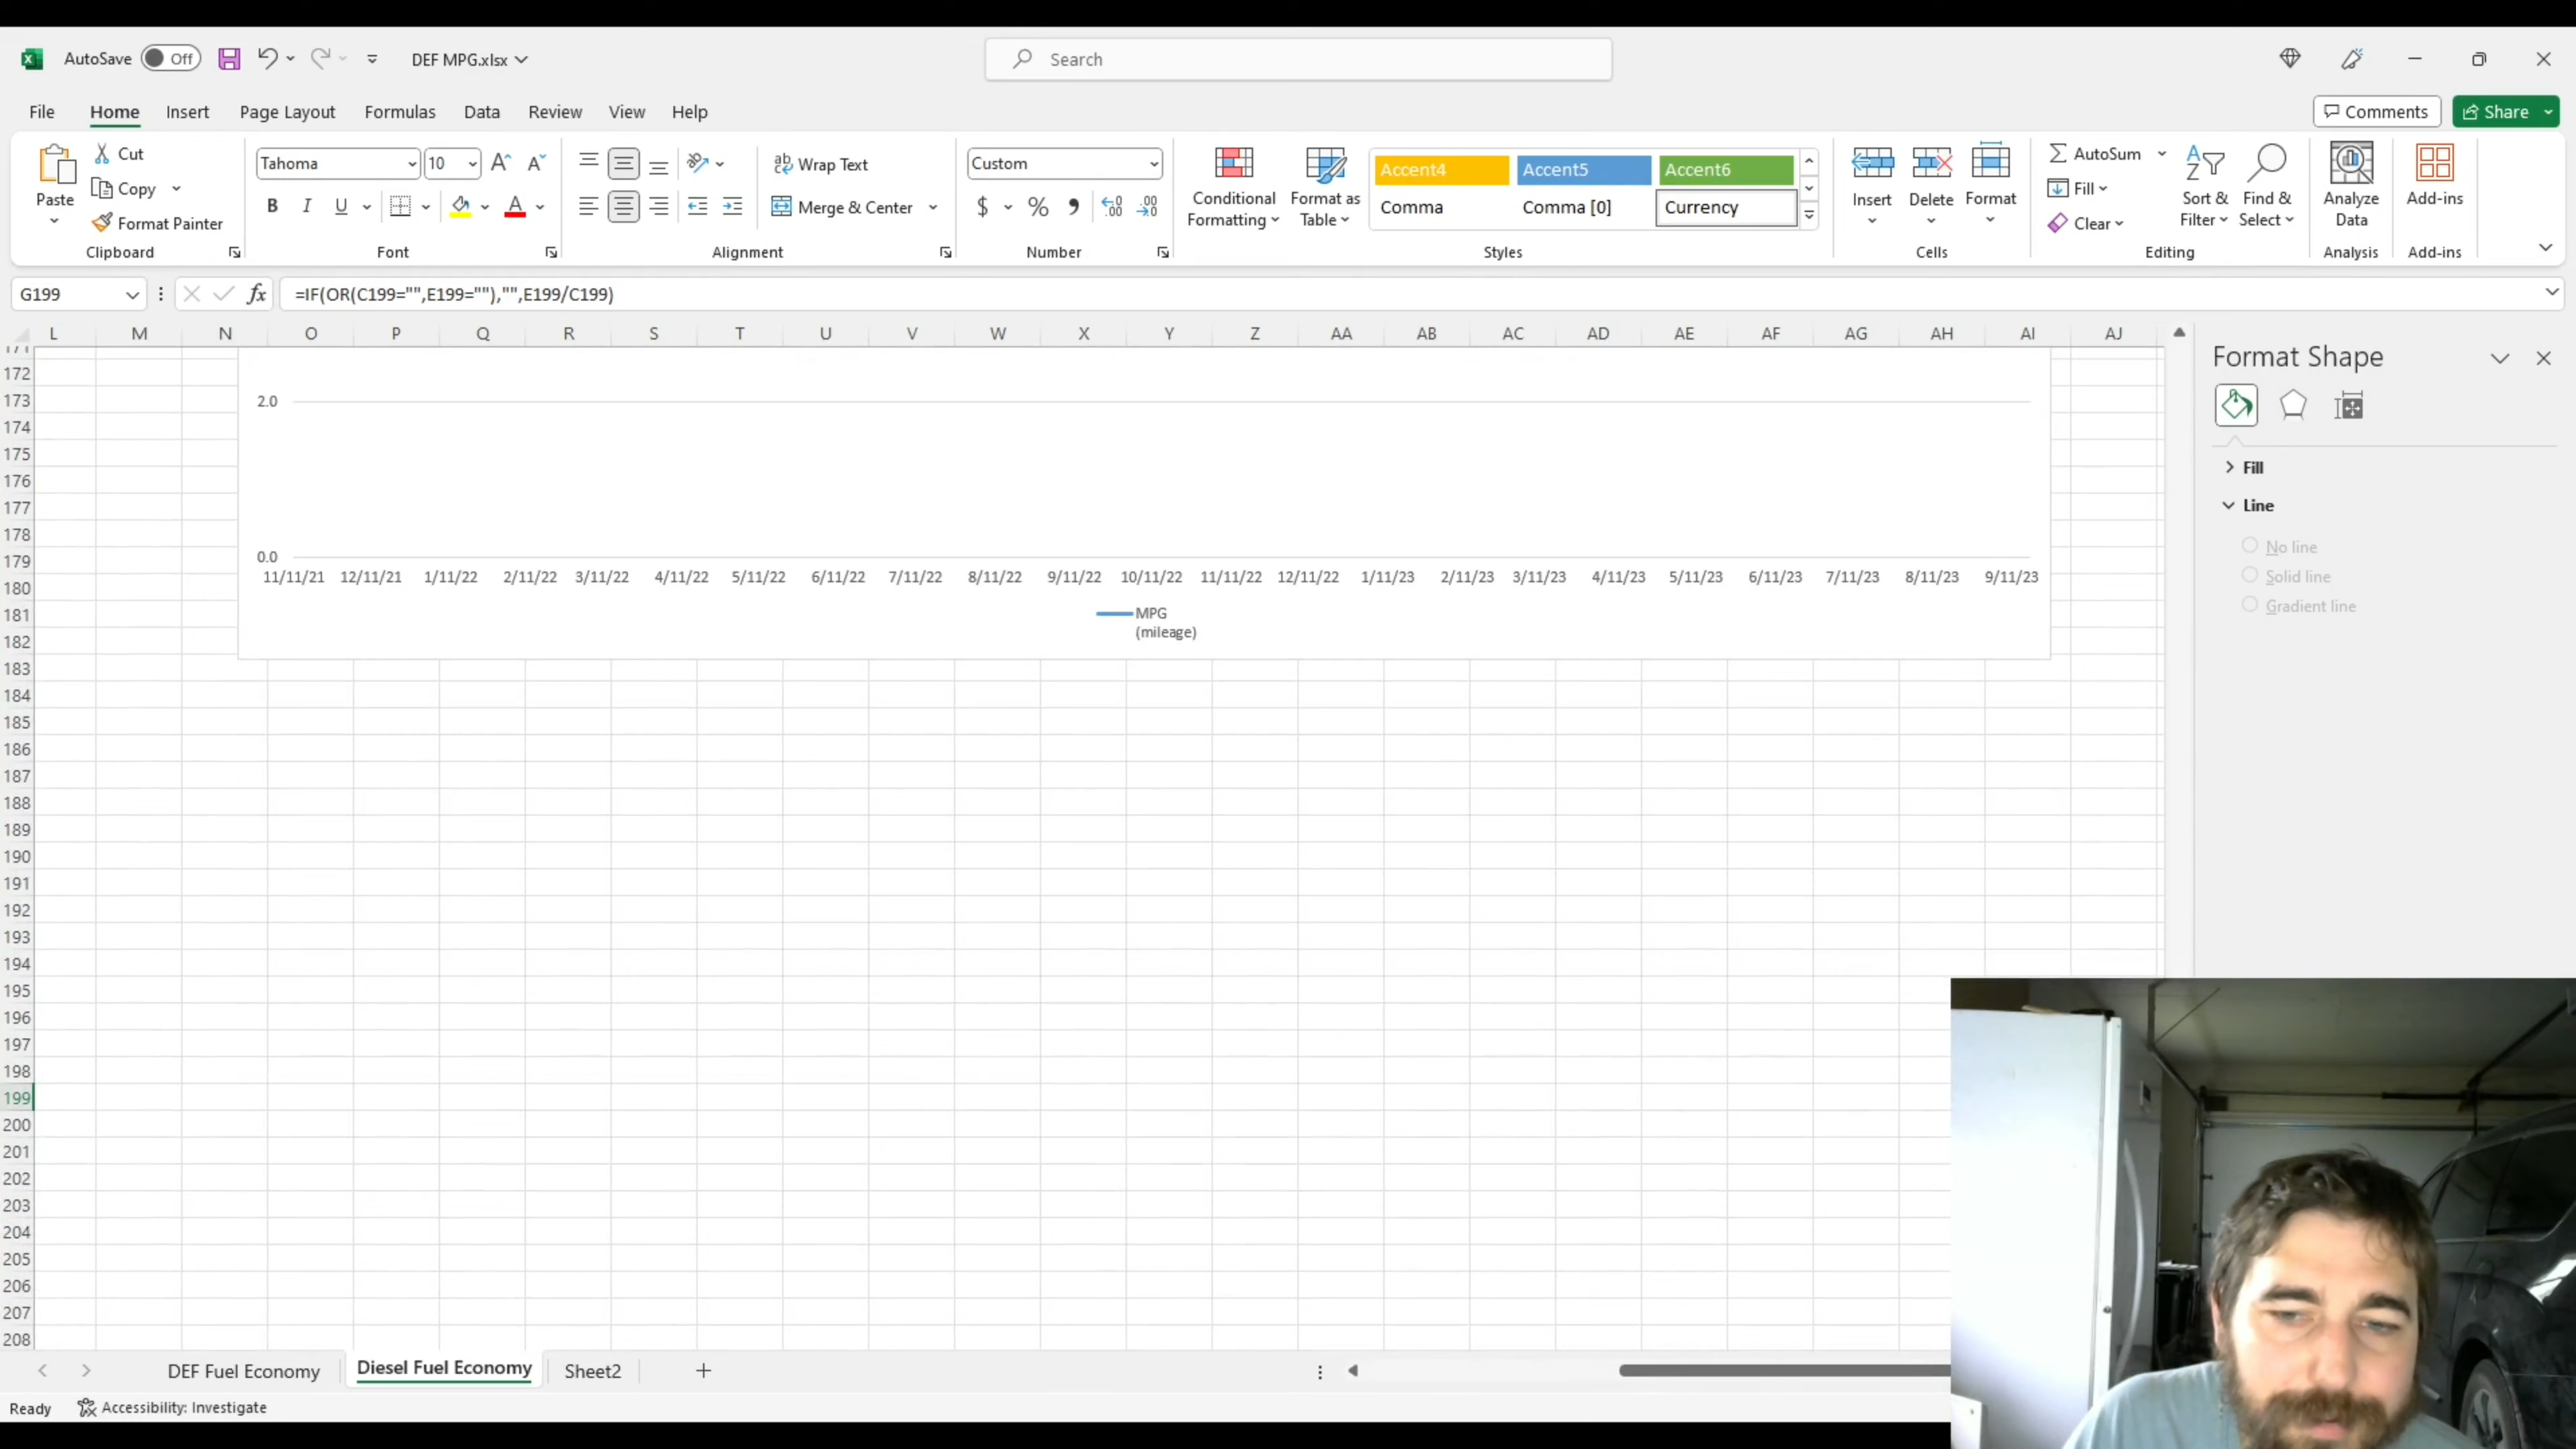 AutoSave Off DEF MPG.xlsx Search
File Home Insert Page Layout Formulas Data Review View Help Comments Share
Paste Cut Copy Format Painter Clipboard
Tahoma 10 B I U A Font
Wrap Text Merge & Center Alignment
Custom $ % Number
Conditional Formatting Format as Table
Accent4 Accent5 Accent6
Comma Comma [0] Currency
Styles
Insert Delete Format
Cells
AutoSum Fill Clear
Sort & Filter Find & Select
Editing
Analyze Data
Analysis
Add-ins
Add-ins
G199 fx =IF(OR(C199="",E199=""),"",E199/C199)
L M N O P Q R S T U V W X Y Z AA AB AC AD AE AF AG AH AI AJ
171
172
173
174
175
176
177
178
179
180
181
182
183
184
185
186
187
188
189
190
191
192
193
194
195
196
197
198
199
200
201
202
203
204
205
206
207
208
2.0
0.0
11/11/21 12/11/21 1/11/22 2/11/22 3/11/22 4/11/22 5/11/22 6/11/22 7/11/22 8/11/22 9/11/22 10/11/22 11/11/22 12/11/22 1/11/23 2/11/23 3/11/23 4/11/23 5/11/23 6/11/23 7/11/23 8/11/23 9/11/23
MPG
(mileage)
Format Shape
Fill
Line
No line
Solid line
Gradient line
DEF Fuel Economy Diesel Fuel Economy Sheet2
Ready Accessibility: Investigate